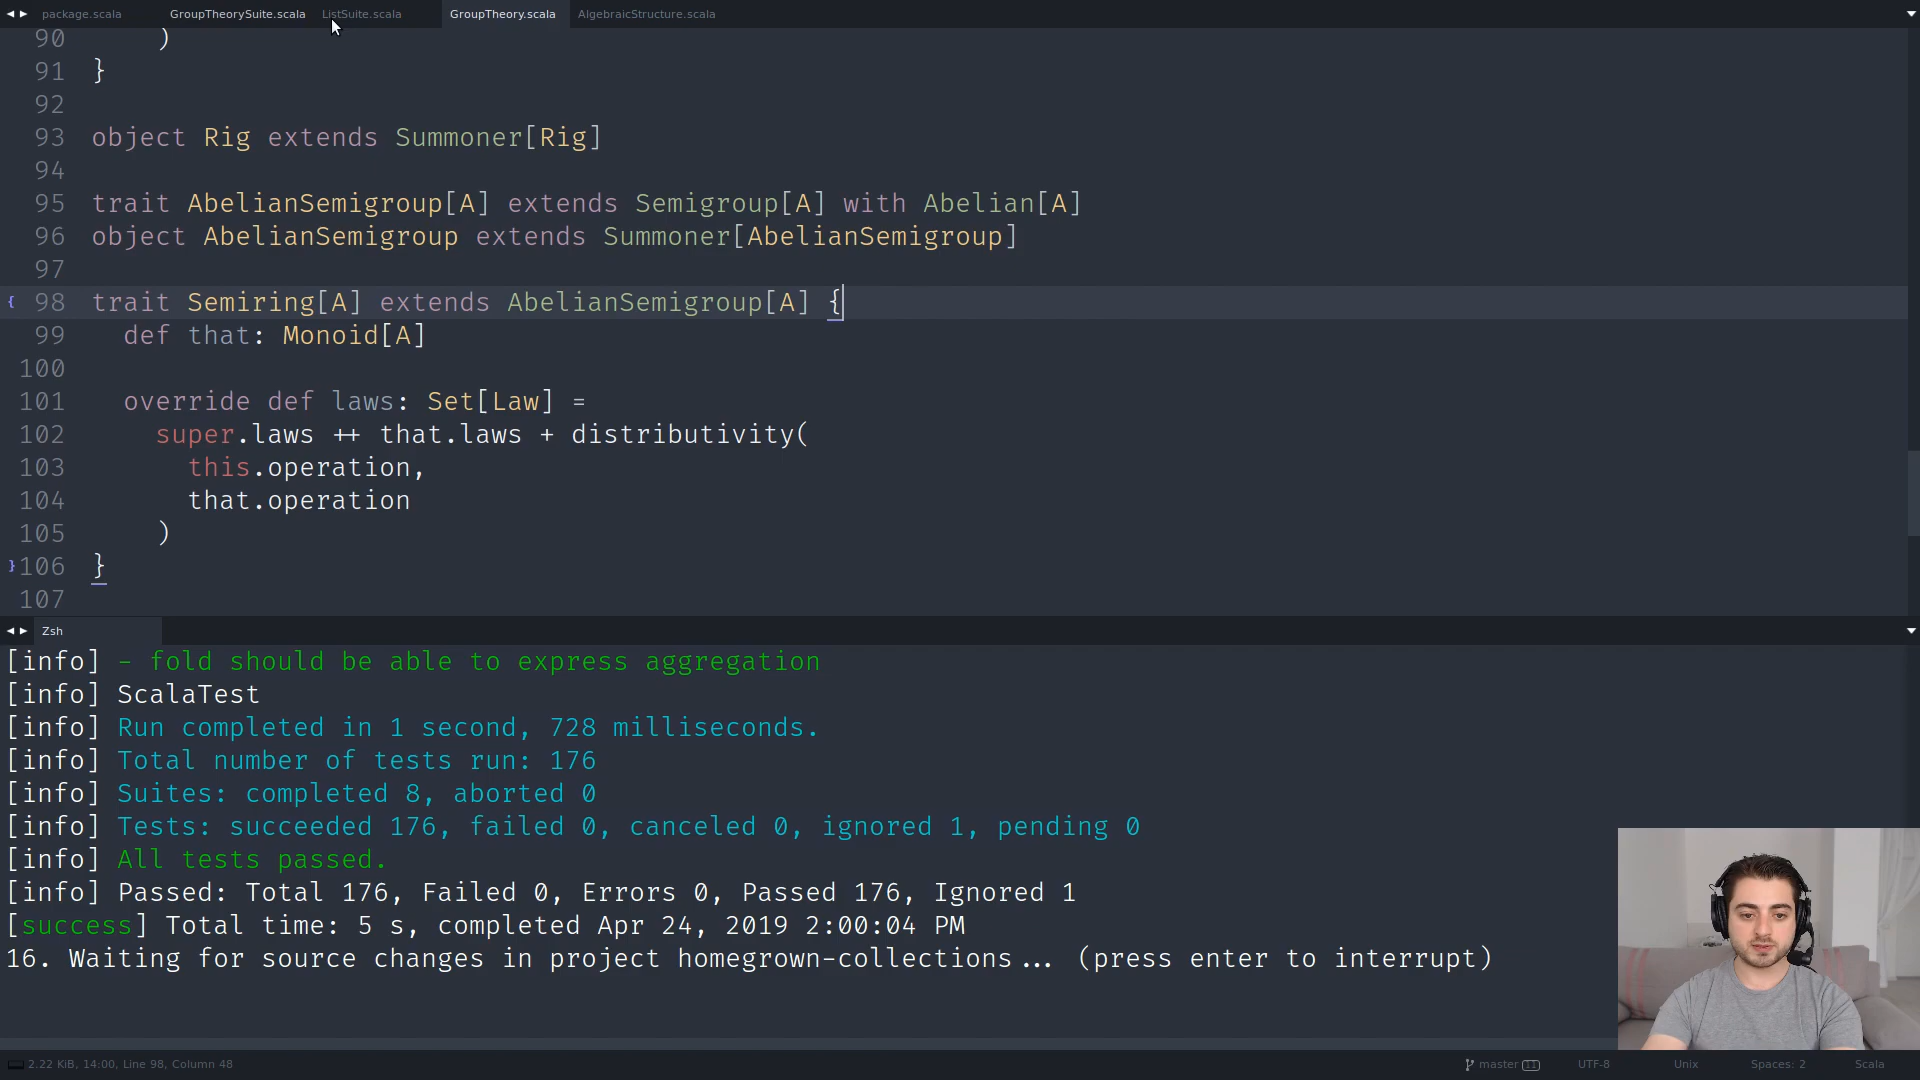 package.scala GroupTheorySuite.scala ListSuite.scala GroupTheory.scala AlgebraicStructure.scala
90 )
91 }
92
93 object Rig extends Summoner[Rig]
94
95 trait AbelianSemigroup[A] extends Semigroup[A] with Abelian[A]
96 object AbelianSemigroup extends Summoner[AbelianSemigroup]
97
{ 98 trait Semiring[A] extends AbelianSemigroup[A] {
99 def that: Monoid[A]
100
101 override def laws: Set[Law] =
102 super.laws ++ that.laws + distributivity(
103 this.operation,
104 that.operation
105 )
} 106 }
107
Zsh
[info] - fold should be able to express aggregation
[info] ScalaTest
[info] Run completed in 1 second, 728 milliseconds.
[info] Total number of tests run: 176
[info] Suites: completed 8, aborted 0
[info] Tests: succeeded 176, failed 0, canceled 0, ignored 1, pending 0
[info] All tests passed.
[info] Passed: Total 176, Failed 0, Errors 0, Passed 176, Ignored 1
[success] Total time: 5 s, completed Apr 24, 2019 2:00:04 PM
16. Waiting for source changes in project homegrown-collections... (press enter to interrupt)
2.22 KiB, 14:00, Line 98, Column 48 master 11 UTF-8 Unix Spaces: 2 Scala